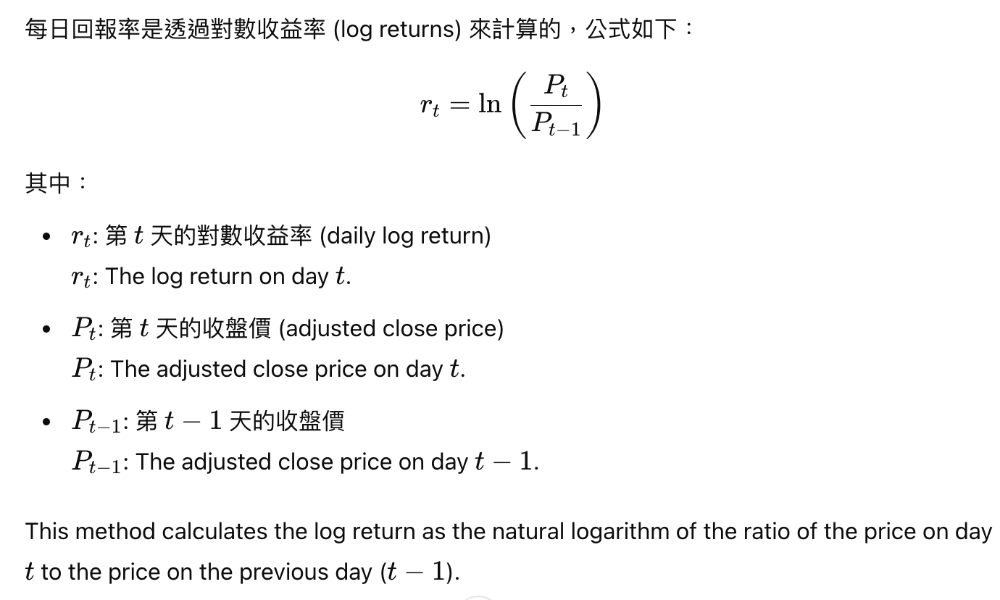 每日回報率是透過對數收益率 (log returns) 來計算的，公式如下：
r_t = ln(P_t / P_{t−1})
其中：
• r_t: 第 t 天的對數收益率 (daily log return)
r_t: The log return on day t.
• P_t: 第 t 天的收盤價 (adjusted close price)
P_t: The adjusted close price on day t.
• P_{t−1}: 第 t − 1 天的收盤價
P_{t−1}: The adjusted close price on day t − 1.
This method calculates the log return as the natural logarithm of the ratio of the price on day
t to the price on the previous day (t − 1).